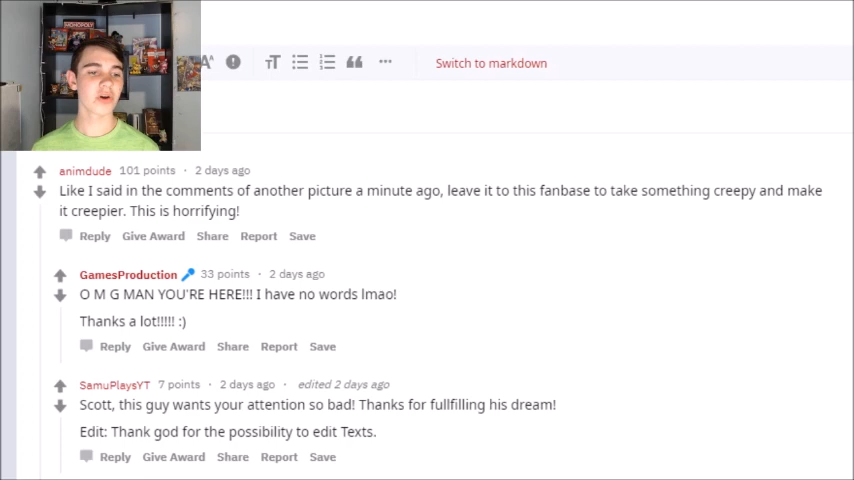 MONOPOLY
Switch to markdown
animdude 101 points · 2 days ago
Like I said in the comments of another picture a minute ago, leave it to this fanbase to take something creepy and make
it creepier. This is horrifying!
Reply Give Award Share Report Save
GamesProduction 33 points · 2 days ago
O M G MAN YOU'RE HERE!!! I have no words lmao!
Thanks a lot!!!!! :)
Reply Give Award Share Report Save
SamuPlaysYT 7 points · 2 days ago · edited 2 days ago
Scott, this guy wants your attention so bad! Thanks for fullfilling his dream!
Edit: Thank god for the possibility to edit Texts.
Reply Give Award Share Report Save